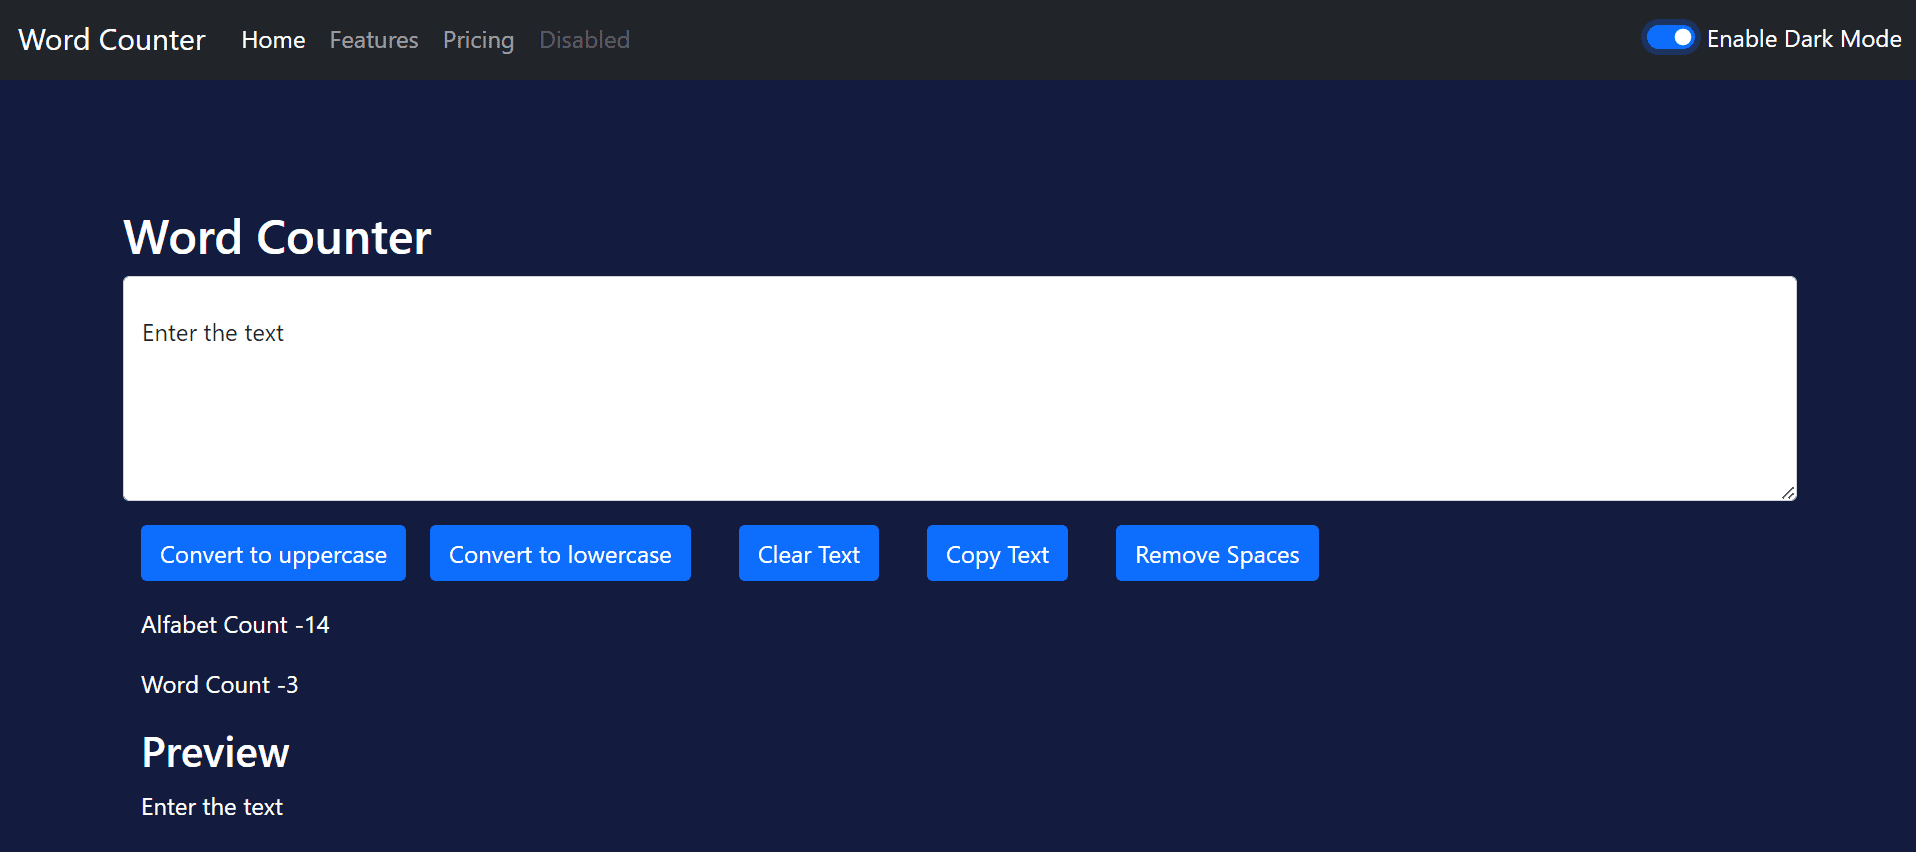 Word Counter Home Features Pricing Disabled Enable Dark Mode
Word Counter
Enter the text
Convert to uppercase Convert to lowercase Clear Text Copy Text Remove Spaces
Alfabet Count -14
Word Count -3
Preview
Enter the text